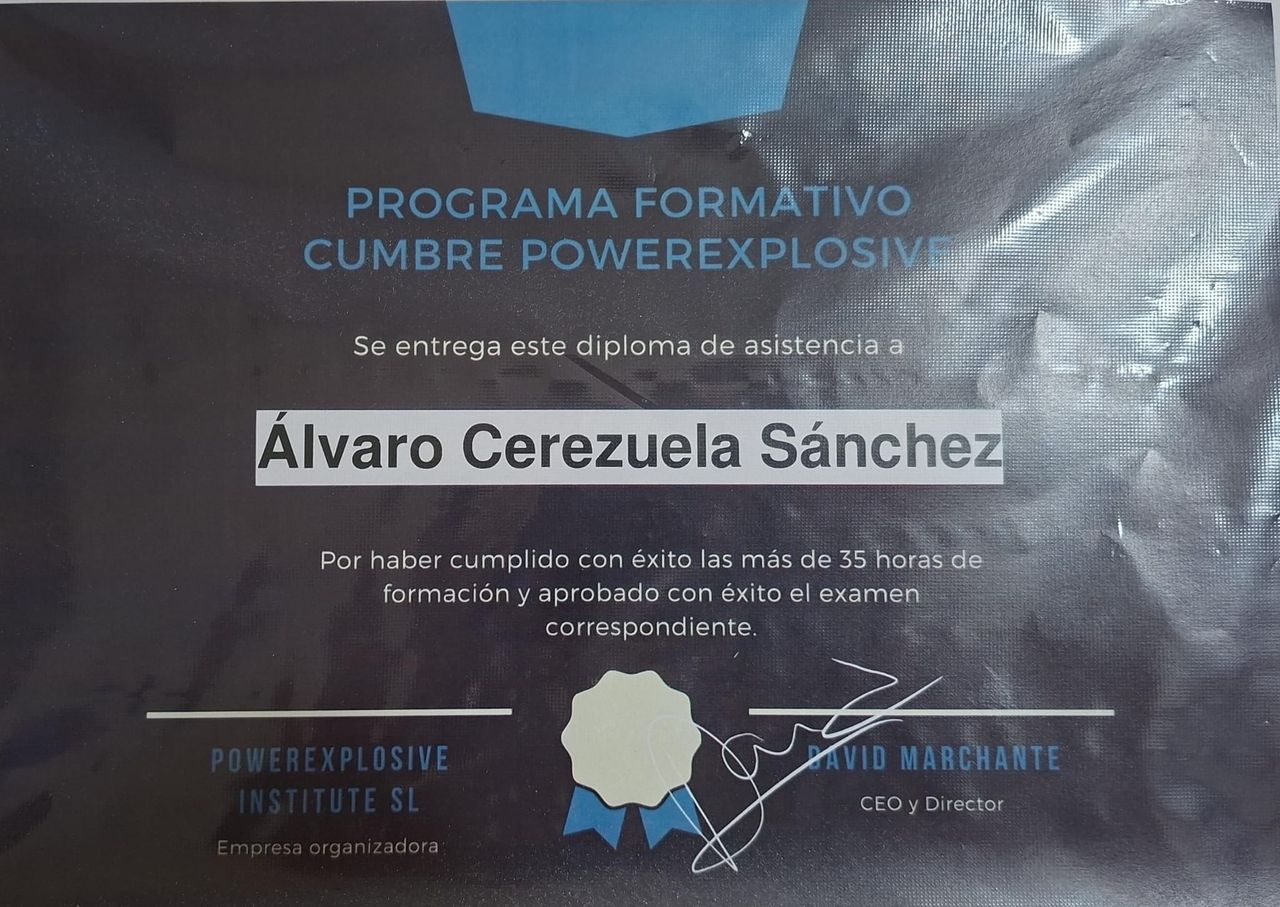 PROGRAMA FORMATIVO
CUMBRE POWEREXPLOSIVE
Se entrega este diploma de asistencia a
Álvaro Cerezuela Sánchez
Por haber cumplido con éxito las más de 35 horas de
formación y aprobado con éxito el examen
correspondiente.
POWEREXPLOSIVE
INSTITUTE SL
Empresa organizadora
DAVID MARCHANTE
CEO y Director